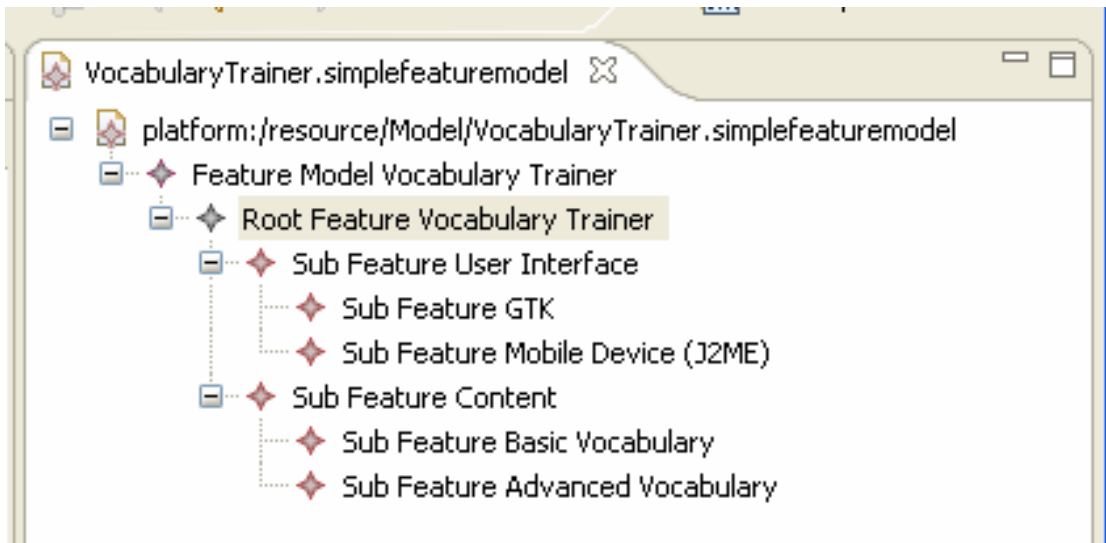 VocabularyTrainer.simplefeaturemodel
platform:/resource/Model/VocabularyTrainer.simplefeaturemodel
Feature Model Vocabulary Trainer
Root Feature Vocabulary Trainer
Sub Feature User Interface
Sub Feature GTK
Sub Feature Mobile Device (J2ME)
Sub Feature Content
Sub Feature Basic Vocabulary
Sub Feature Advanced Vocabulary